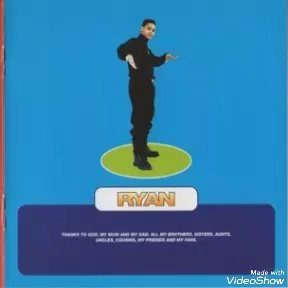 RYAN
THANKS TO GOD, MY MOM AND MY DAD. ALL MY BROTHERS, SISTERS, AUNTS,
UNCLES, COUSINS, MY FRIENDS AND MY FANS.
Made with
VideoShow